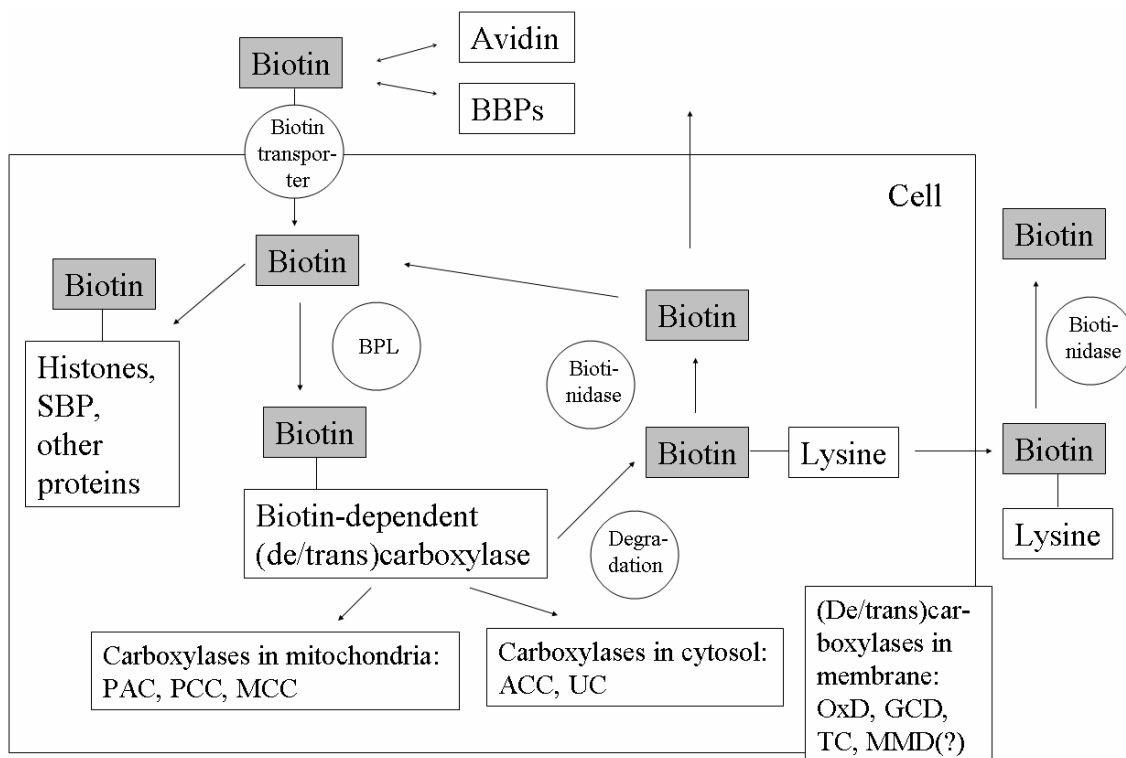 Avidin
Biotin
BBPs
Biotin
transpor-
ter
Cell
Biotin
Biotin
Biotin
Biotin
BPL
Bioti-
nidase
Histones,
SBP,
other
proteins
Bioti-
nidase
Biotin
Biotin
Lysine
Biotin
Biotin-dependent
(de/trans)carboxylase
Degra-
dation
Lysine
(De/trans)car-
boxylases in
membrane:
OxD, GCD,
TC, MMD(?)
Carboxylases in mitochondria:
PAC, PCC, MCC
Carboxylases in cytosol:
ACC, UC